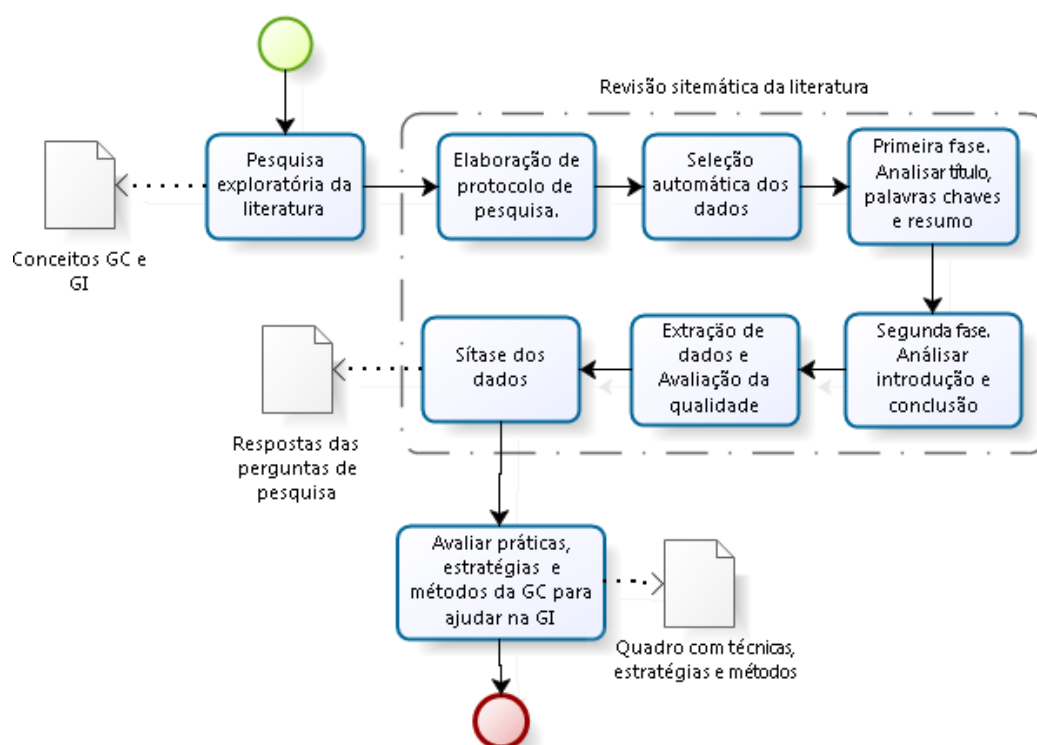 Revisão sitemática da literatura
Pesquisa
exploratória da
literatura
Elaboração de
protocolo de
pesquisa.
Seleção
automática dos
dados
Primeira fase.
Analisar título,
palavras chaves
e resumo
Conceitos GC e
GI
Segunda fase.
Análisar
introdução e
conclusão
Extração de
dados e
Avaliação da
qualidade
Sítase dos
dados
Respostas das
perguntas de
pesquisa
Avaliar práticas,
estratégias e
métodos da GC para
ajudar na GI
Quadro com técnicas,
estratégias e métodos